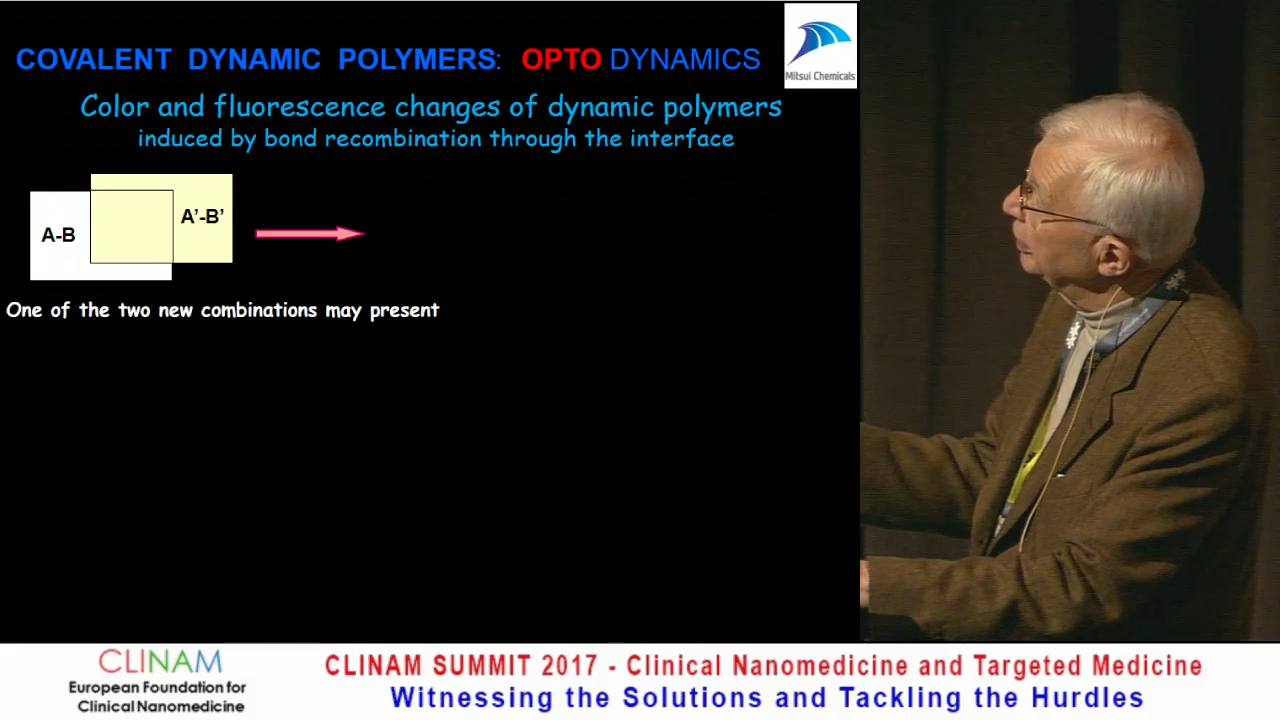 COVALENT DYNAMIC POLYMERS: OPTO DYNAMICS
Mitsui Chemicals
Color and fluorescence changes of dynamic polymers
induced by bond recombination through the interface
A-B
A’-B’
One of the two new combinations may present
CLINAM
European Foundation for
Clinical Nanomedicine
CLINAM SUMMIT 2017 - Clinical Nanomedicine and Targeted Medicine
Witnessing the Solutions and Tackling the Hurdles